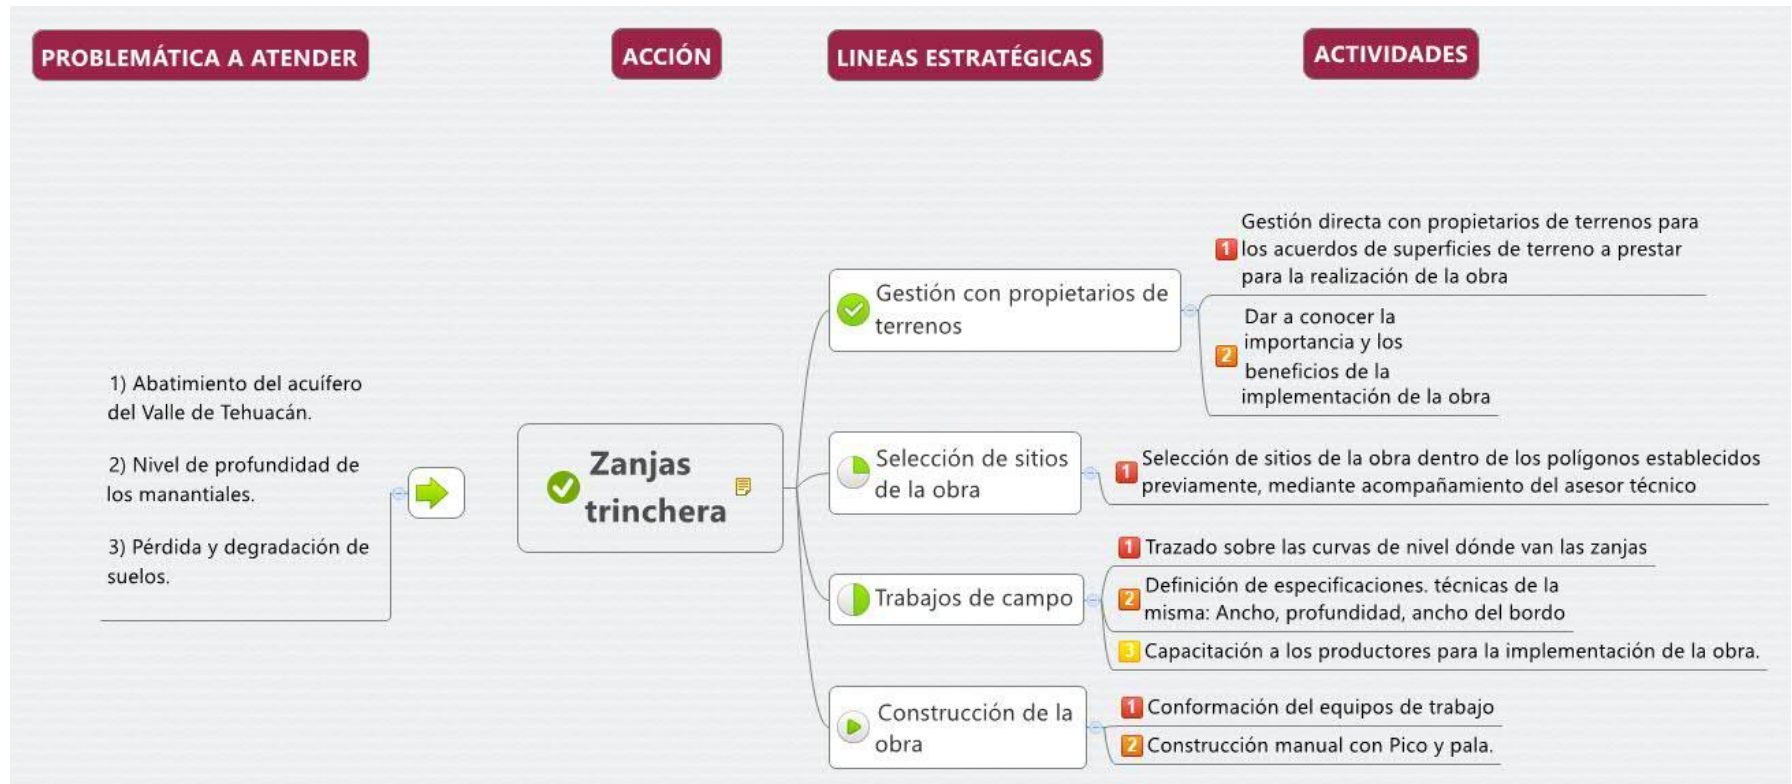 PROBLEMÁTICA A ATENDER
ACCIÓN
LINEAS ESTRATÉGICAS
ACTIVIDADES
1) Abatimiento del acuífero
del Valle de Tehuacán.
2) Nivel de profundidad de
los manantiales.
3) Pérdida y degradación de
suelos.
Zanjas
trinchera
Gestión con propietarios de
terrenos
1 Gestión directa con propietarios de terrenos para
los acuerdos de superficies de terreno a prestar
para la realización de la obra
2 Dar a conocer la
importancia y los
beneficios de la
implementación de la obra
Selección de sitios
de la obra
1 Selección de sitios de la obra dentro de los polígonos establecidos
previamente, mediante acompañamiento del asesor técnico
Trabajos de campo
1 Trazado sobre las curvas de nivel dónde van las zanjas
2 Definición de especificaciones. técnicas de la
misma: Ancho, profundidad, ancho del bordo
3 Capacitación a los productores para la implementación de la obra.
Construcción de la
obra
1 Conformación del equipos de trabajo
2 Construcción manual con Pico y pala.